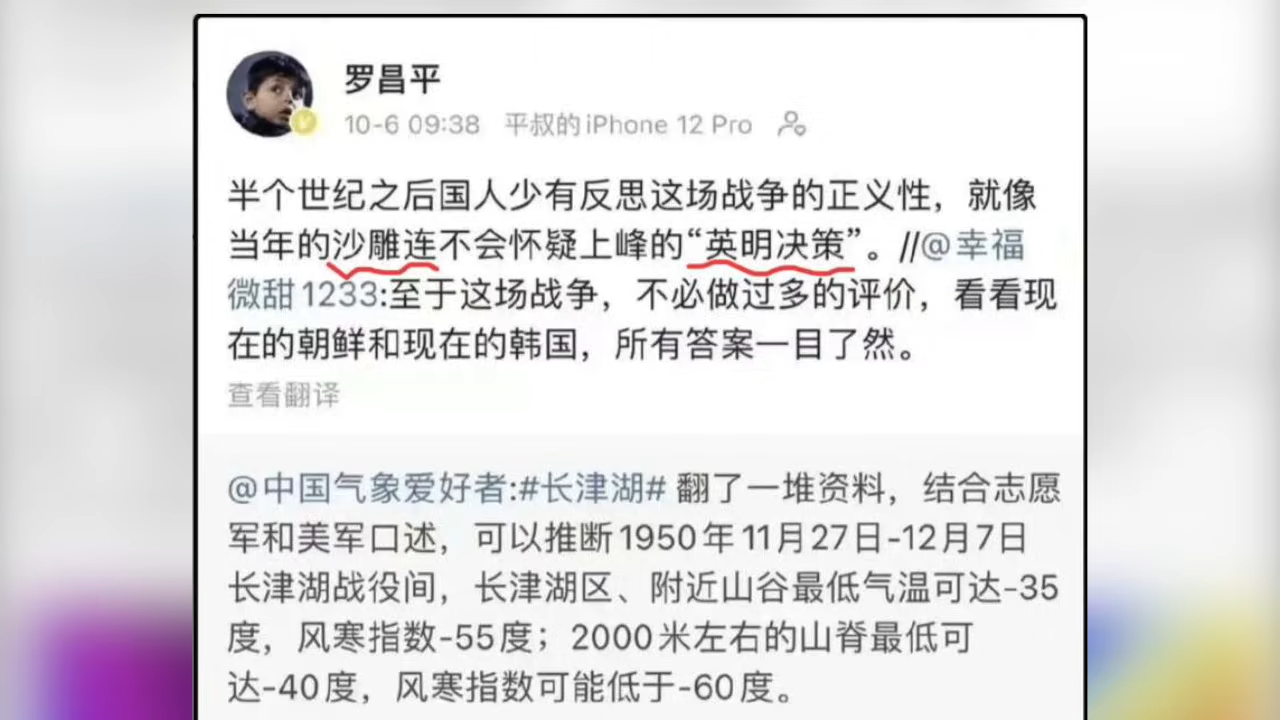 罗昌平
10-6 09:38 平叔的iPhone 12 Pro
半个世纪之后国人少有反思这场战争的正义性，就像
当年的沙雕连不会怀疑上峰的“英明决策”。//@幸福
微甜1233:至于这场战争，不必做过多的评价，看看现
在的朝鲜和现在的韩国，所有答案一目了然。
查看翻译
@中国气象爱好者:#长津湖# 翻了一堆资料，结合志愿
军和美军口述，可以推断1950年11月27日-12月7日
长津湖战役间，长津湖区、附近山谷最低气温可达-35
度，风寒指数-55度；2000米左右的山脊最低可
达-40度，风寒指数可能低于-60度。